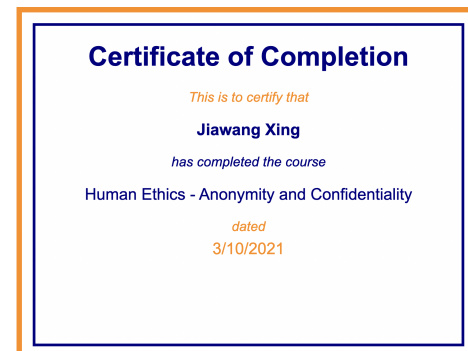 Certificate of Completion
This is to certify that
Jiawang Xing
has completed the course
Human Ethics - Anonymity and Confidentiality
dated
3/10/2021